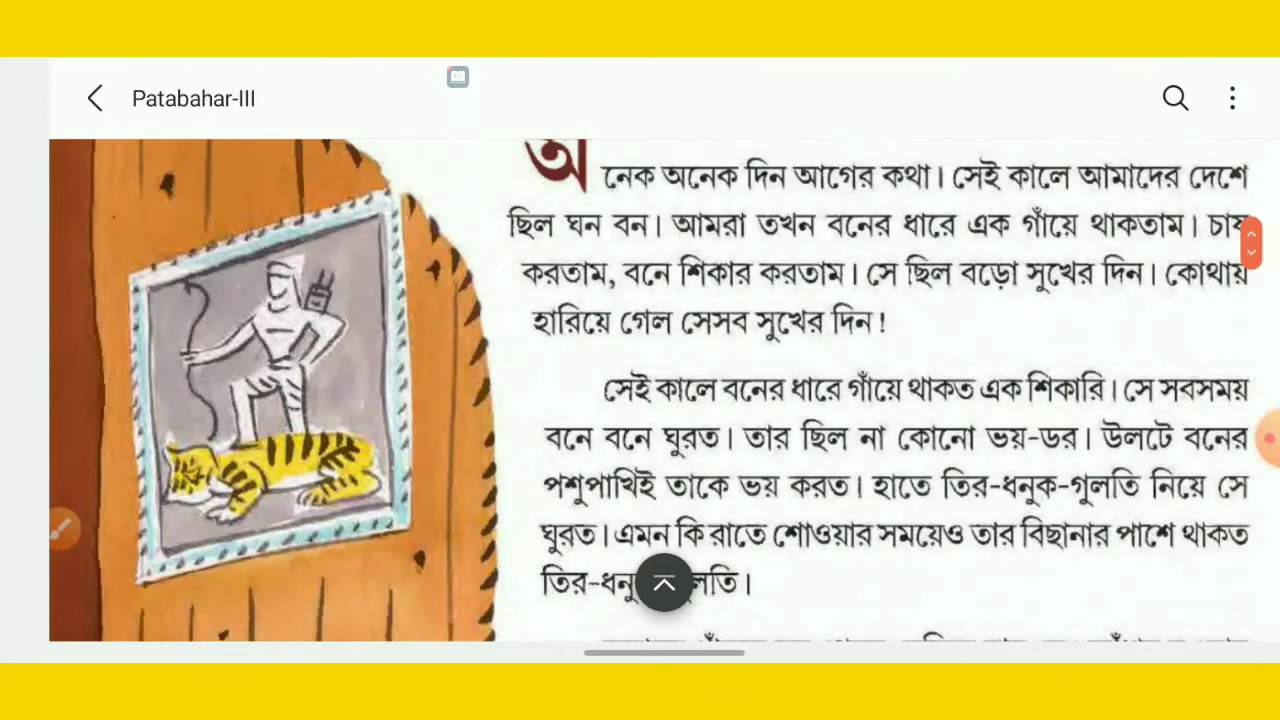 Patabahar-III
অনেক অনেক দিন আগের কথা। সেই কালে আমাদের দেশে
ছিল ঘন বন। আমরা তখন বনের ধারে এক গাঁয়ে থাকতাম। চাষ
করতাম, বনে শিকার করতাম। সে ছিল বড়ো সুখের দিন। কোথায়
হারিয়ে গেল সেসব সুখের দিন!
সেই কালে বনের ধারে গাঁয়ে থাকত এক শিকারি। সে সবসময়
বনে বনে ঘুরত। তার ছিল না কোনো ভয়-ডর। উলটে বনের
পশুপাখিই তাকে ভয় করত। হাতে তির-ধনুক-গুলতি নিয়ে সে
ঘুরত। এমন কি রাতে শোওয়ার সময়েও তার বিছানার পাশে থাকত
তির-ধনুক-গুলতি।